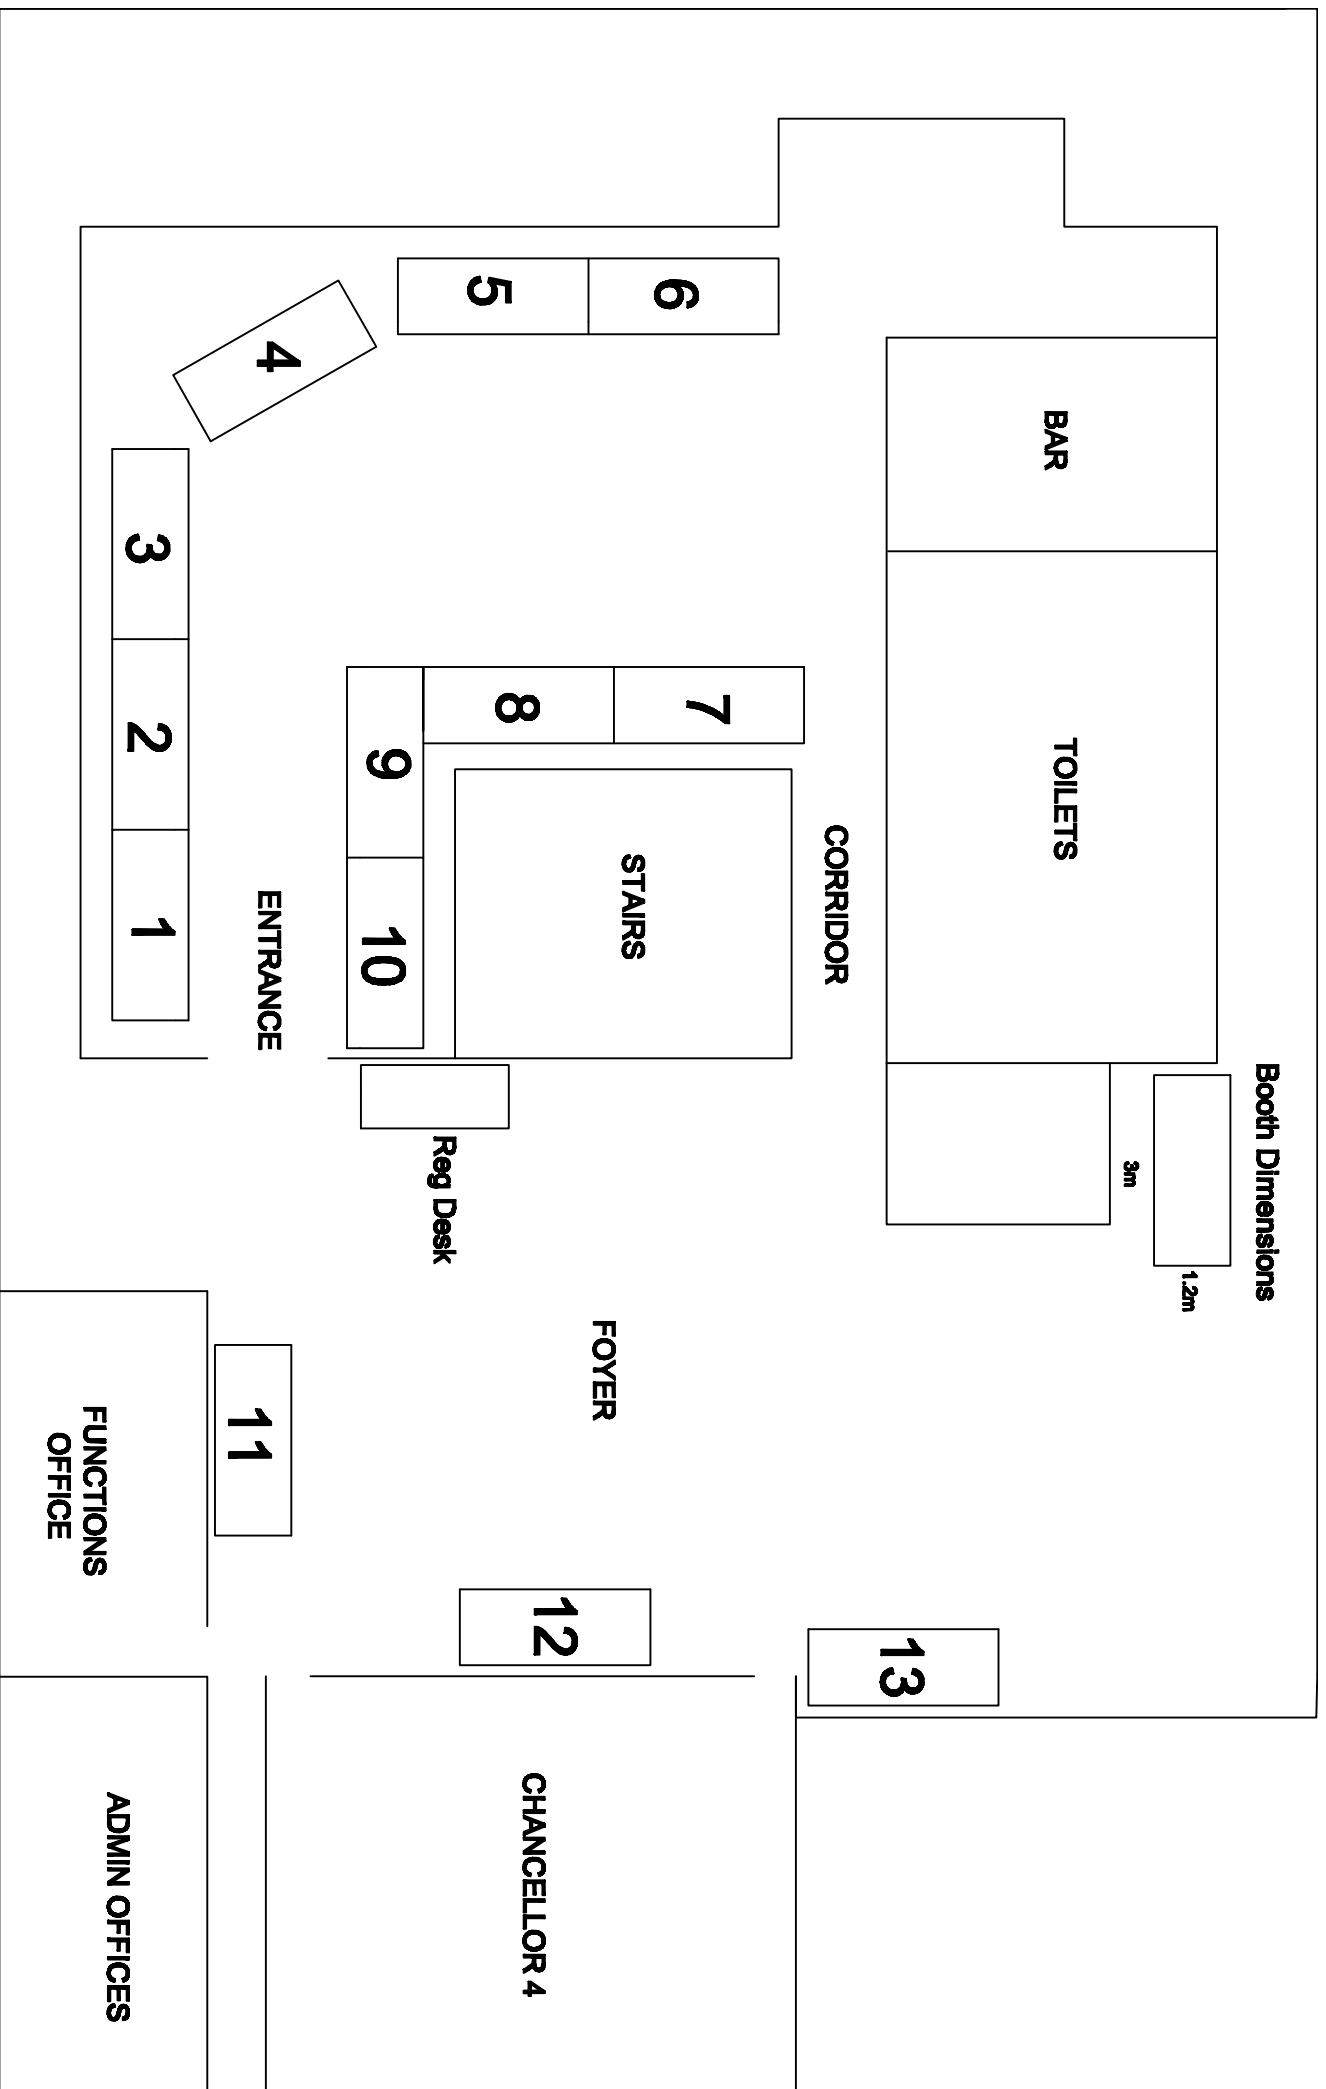 Booth Dimensions
1.2m
3m
BAR
TOILETS
13
CORRIDOR
6
7
STAIRS
FOYER
12
CHANCELLOR 4
5
8
Reg Desk
9
10
4
ENTRANCE
11
3
2
1
FUNCTIONS
OFFICE
ADMIN OFFICES